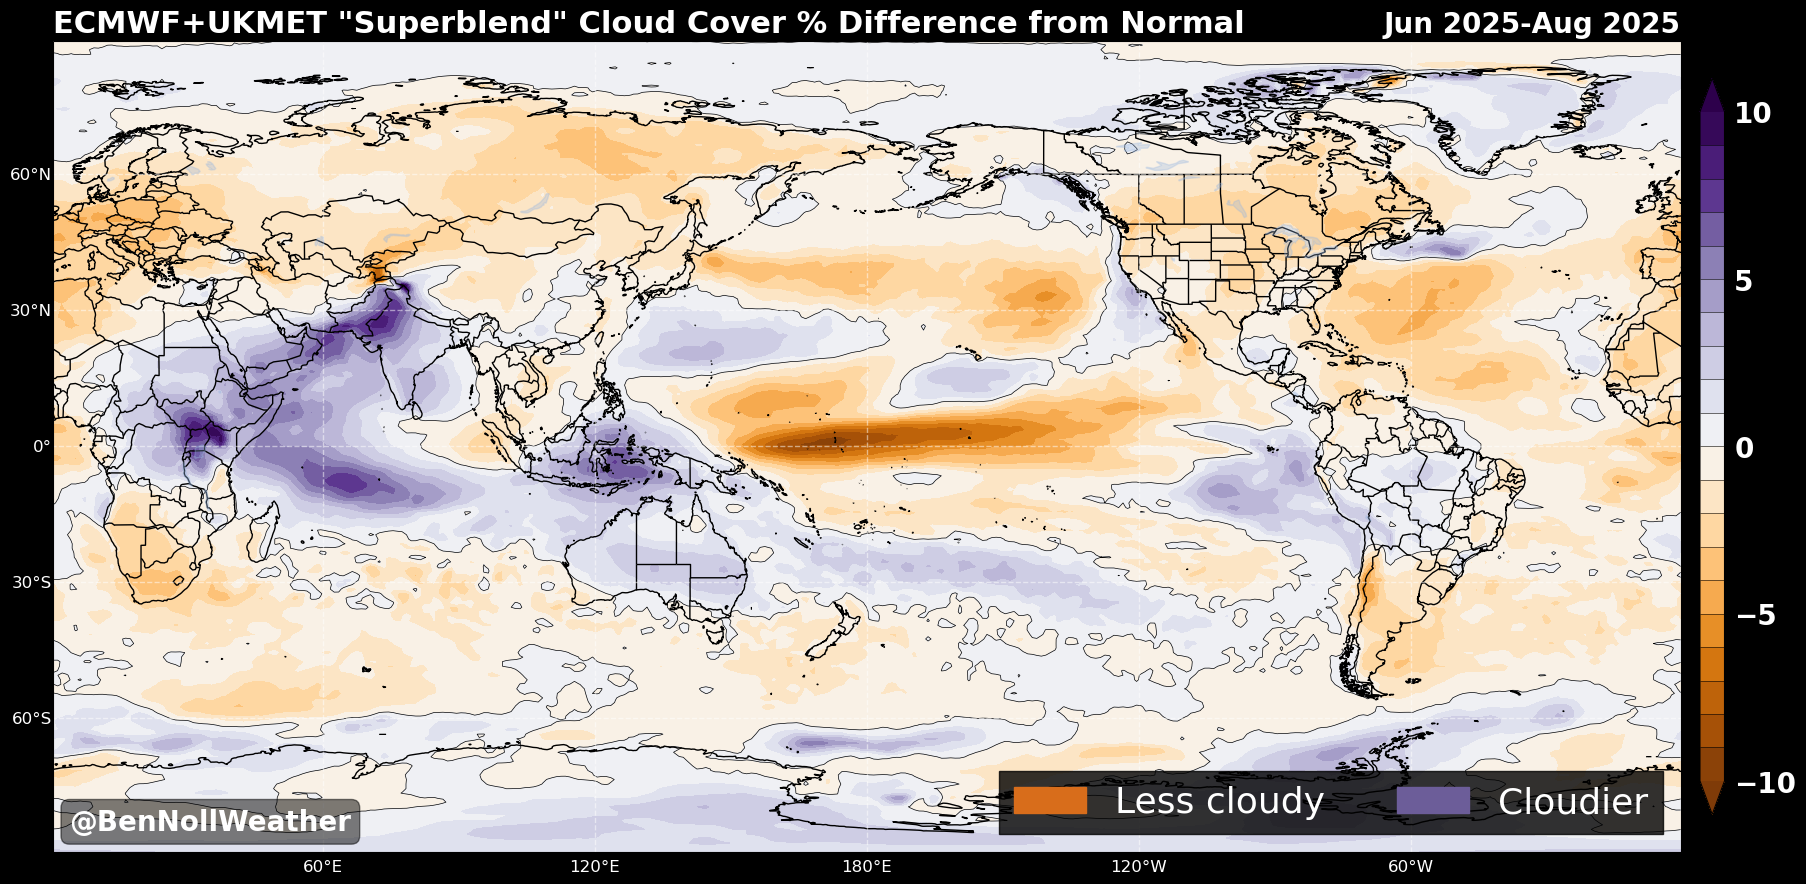 ECMWF+UKMET "Superblend" Cloud Cover % Difference from Normal
Jun 2025-Aug 2025
10
5
0
−5
−10
60°N
30°N
0°
30°S
60°S
60°E
120°E
180°E
120°W
60°W
Less cloudy
Cloudier
@BenNollWeather